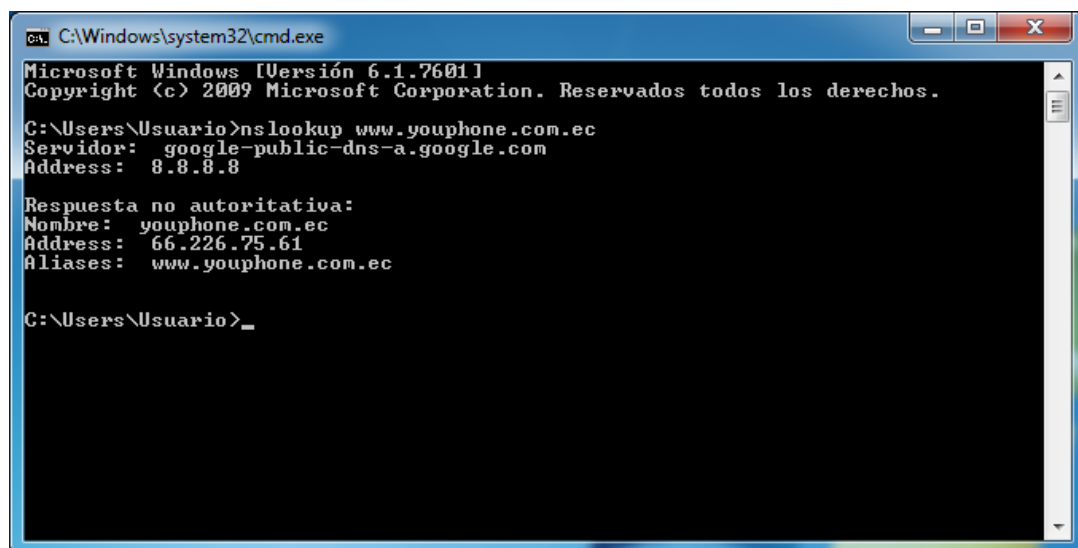 C:\Windows\system32\cmd.exe
Microsoft Windows [Versión 6.1.7601]
Copyright (c) 2009 Microsoft Corporation. Reservados todos los derechos.
C:\Users\Usuario>nslookup www.youphone.com.ec
Servidor:  google-public-dns-a.google.com
Address:  8.8.8.8
Respuesta no autoritativa:
Nombre:  youphone.com.ec
Address:  66.226.75.61
Aliases:  www.youphone.com.ec
C:\Users\Usuario>_